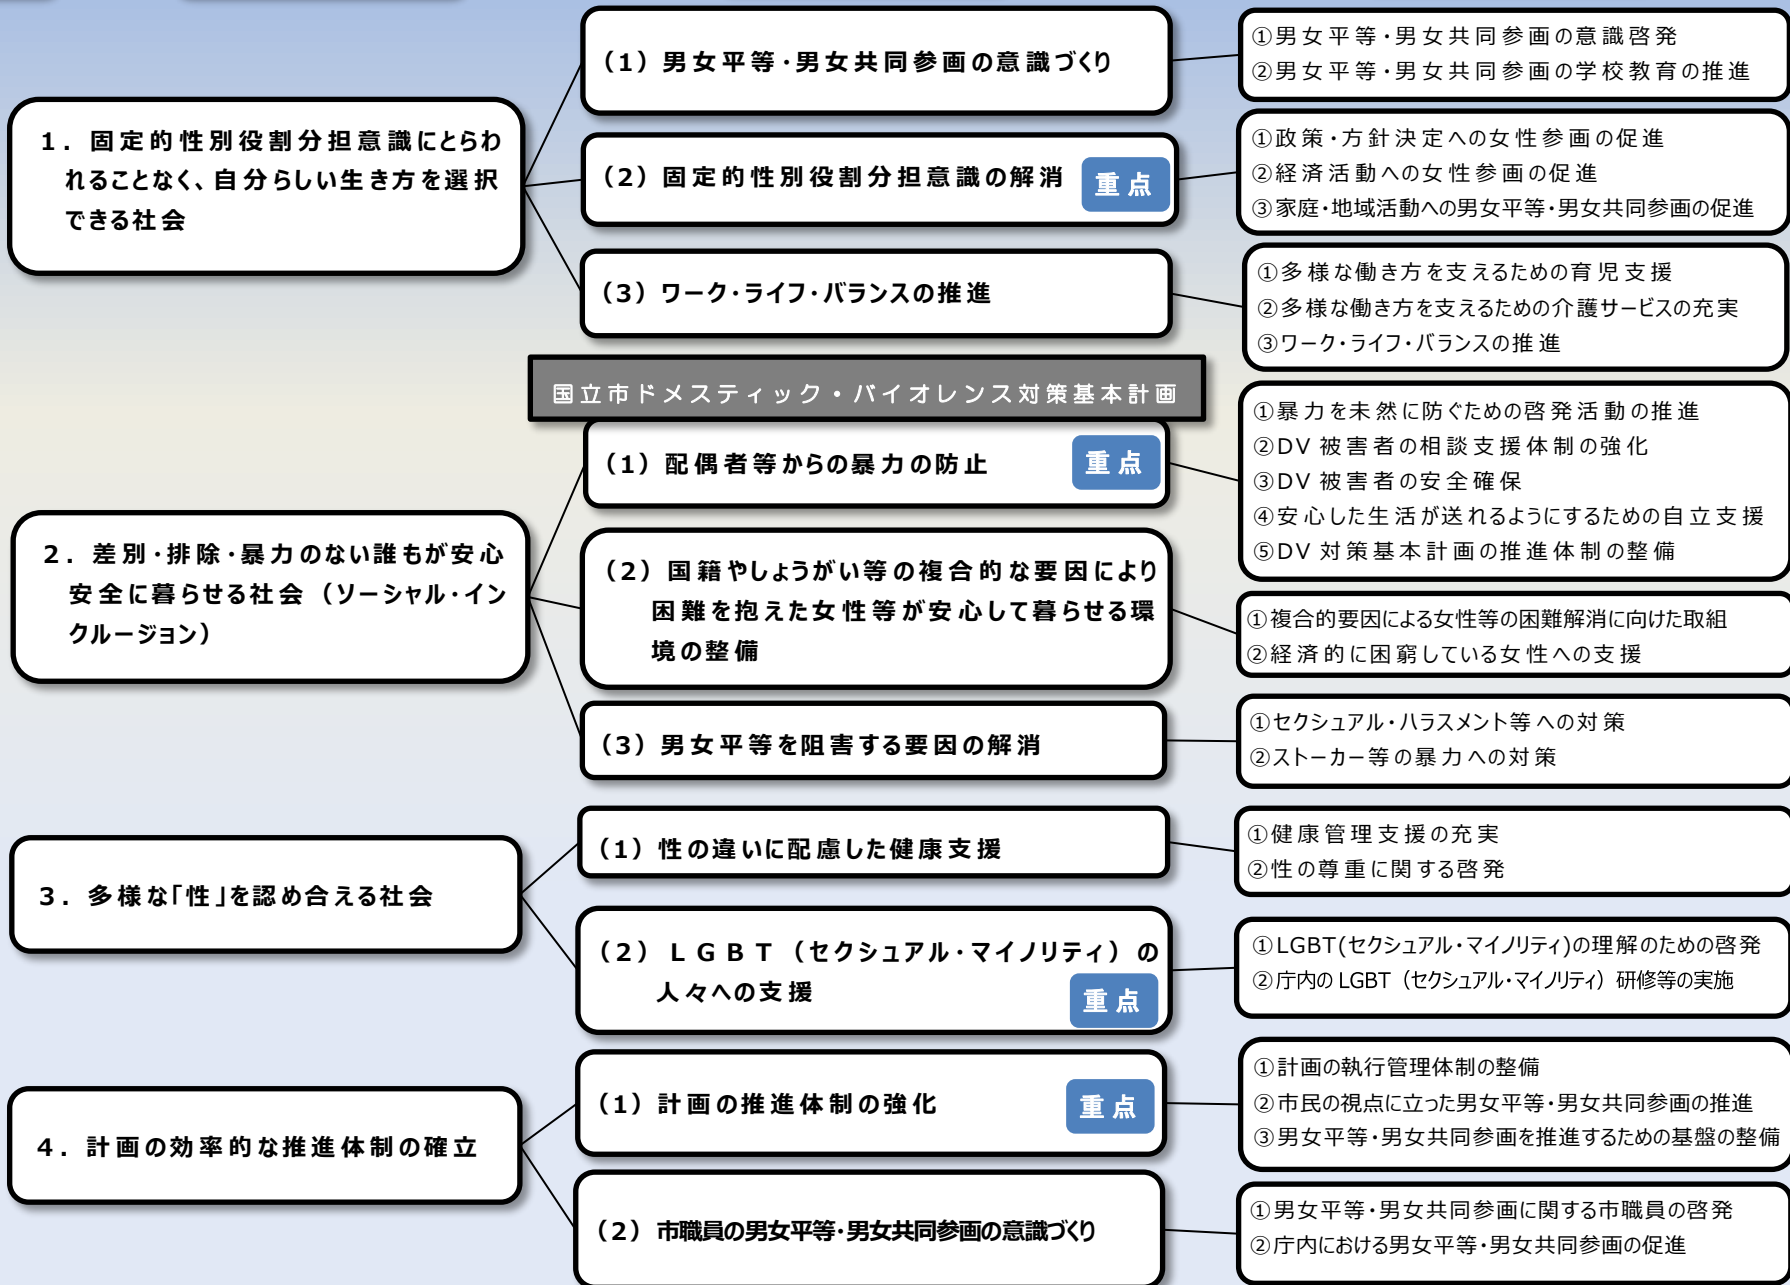 1. 固定的性別役割分担意識にとらわ
れることなく、自分らしい生き方を選択
できる社会
(1) 男女平等・男女共同参画の意識づくり
①男女平等・男女共同参画の意識啓発
②男女平等・男女共同参画の学校教育の推進
(2) 固定的性別役割分担意識の解消
重点
①政策・方針決定への女性参画の促進
②経済活動への女性参画の促進
③家庭・地域活動への男女平等・男女共同参画の促進
(3) ワーク・ライフ・バランスの推進
①多様な働き方を支えるための育児支援
②多様な働き方を支えるための介護サービスの充実
③ワーク・ライフ・バランスの推進
国立市ドメスティック・バイオレンス対策基本計画
2. 差別・排除・暴力のない誰もが安心
安全に暮らせる社会 (ソーシャル・イン
クルージョン)
(1) 配偶者等からの暴力の防止
重点
①暴力を未然に防ぐための啓発活動の推進
②DV 被害者の相談支援体制の強化
③DV 被害者の安全確保
④安心した生活が送れるようにするための自立支援
⑤DV 対策基本計画の推進体制の整備
(2) 国籍やしょうがい等の複合的な要因により
困難を抱えた女性等が安心して暮らせる環
境の整備
①複合的要因による女性等の困難解消に向けた取組
②経済的に困窮している女性への支援
(3) 男女平等を阻害する要因の解消
①セクシュアル・ハラスメント等への対策
②ストーカー等の暴力への対策
3. 多様な「性」を認め合える社会
(1) 性の違いに配慮した健康支援
①健康管理支援の充実
②性の尊重に関する啓発
(2) LGBT (セクシュアル・マイノリティ) の
人々への支援
重点
①LGBT(セクシュアル・マイノリティ)の理解のための啓発
②庁内の LGBT (セクシュアル・マイノリティ) 研修等の実施
4. 計画の効率的な推進体制の確立
(1) 計画の推進体制の強化
重点
①計画の執行管理体制の整備
②市民の視点に立った男女平等・男女共同参画の推進
③男女平等・男女共同参画を推進するための基盤の整備
(2) 市職員の男女平等・男女共同参画の意識づくり
①男女平等・男女共同参画に関する市職員の啓発
②庁内における男女平等・男女共同参画の促進